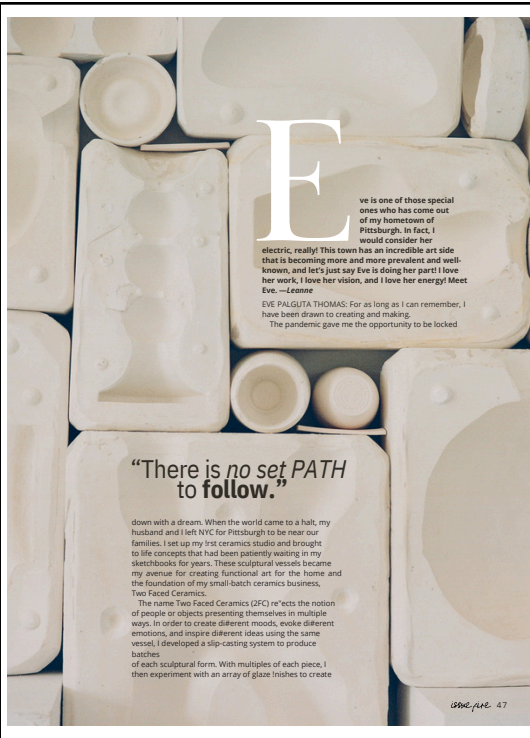 Eve is one of those special
ones who has come out
of my hometown of
Pittsburgh. In fact, I
would consider her
electric, really! This town has an incredible art side
that is becoming more and more prevalent and well-
known, and let's just say Eve is doing her part! I love
her work, I love her vision, and I love her energy! Meet
Eve. —Leanne
EVE PALGUTA THOMAS: For as long as I can remember, I
have been drawn to creating and making.
The pandemic gave me the opportunity to be locked
“There is no set PATH
to follow.”
down with a dream. When the world came to a halt, my
husband and I left NYC for Pittsburgh to be near our
families. I set up my !rst ceramics studio and brought
to life concepts that had been patiently waiting in my
sketchbooks for years. These sculptural vessels became
my avenue for creating functional art for the home and
the foundation of my small-batch ceramics business,
Two Faced Ceramics.
The name Two Faced Ceramics (2FC) re"ects the notion
of people or objects presenting themselves in multiple
ways. In order to create di#erent moods, evoke di#erent
emotions, and inspire di#erent ideas using the same
vessel, I developed a slip-casting system to produce
batches
of each sculptural form. With multiples of each piece, I
then experiment with an array of glaze !nishes to create
47